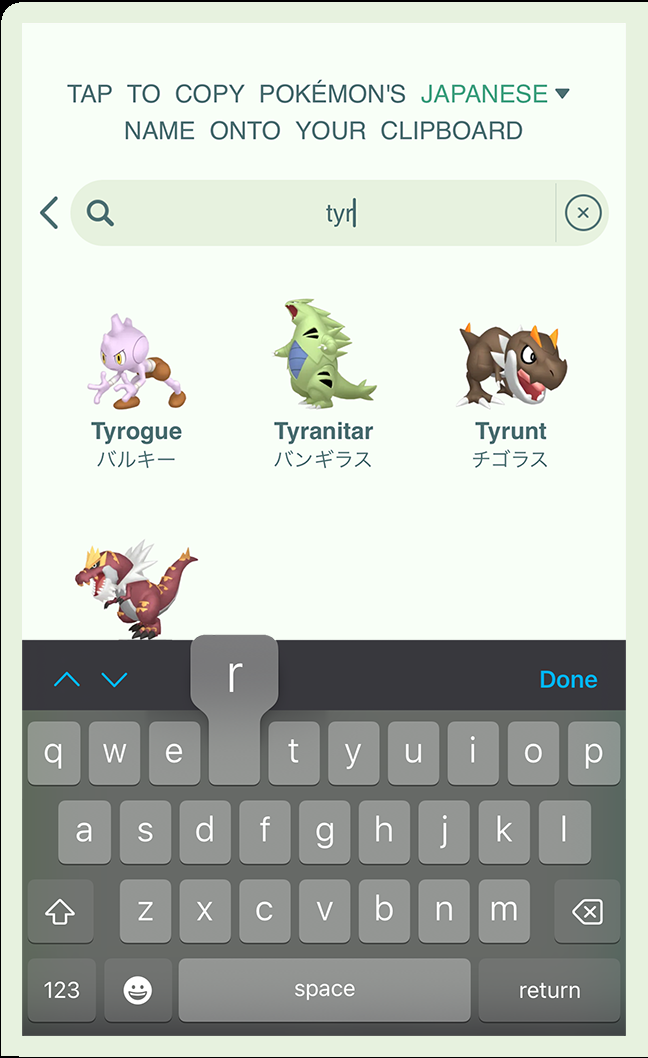 TAP TO COPY POKÉMON'S JAPANESE
NAME ONTO YOUR CLIPBOARD
tyr
Tyrogue
バルキー
Tyranitar
バンギラス
Tyrunt
チゴラス
Done
r
q w e t y u i o p
a s d f g h j k l
z x c v b n m
123 space return